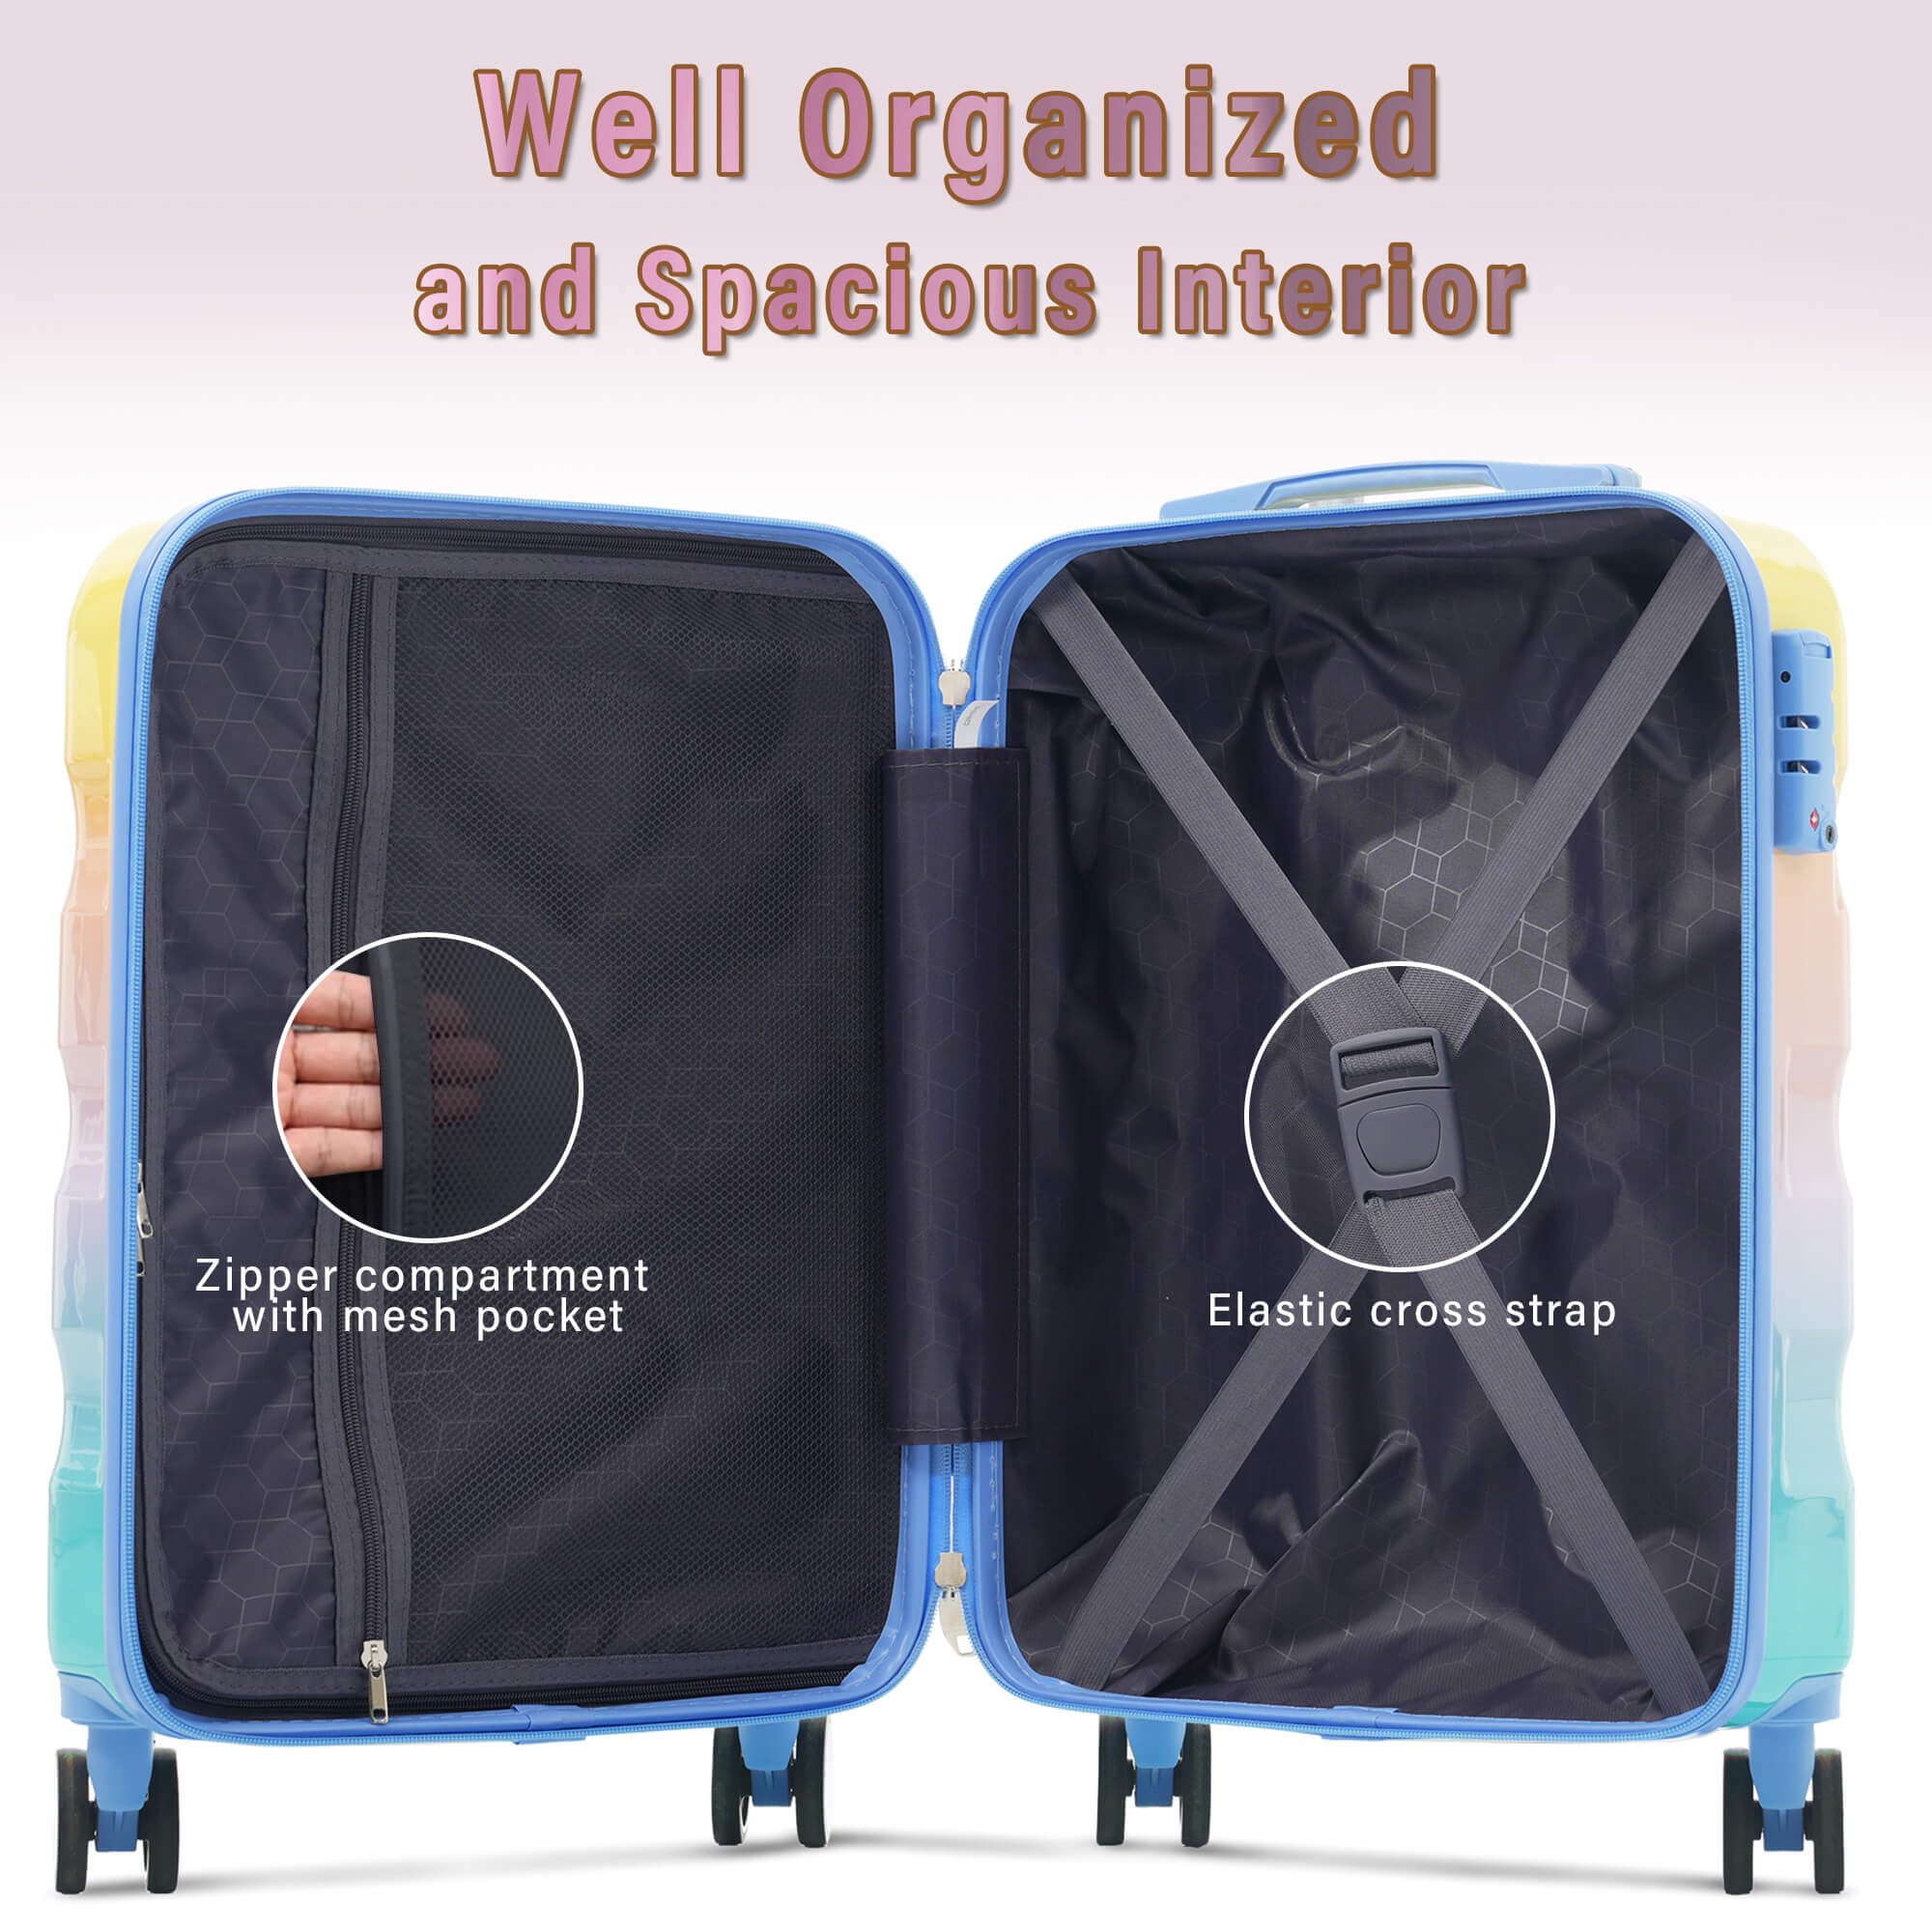 Well Organized
and Spacious Interior
Zipper compartment
with mesh pocket
Elastic cross strap